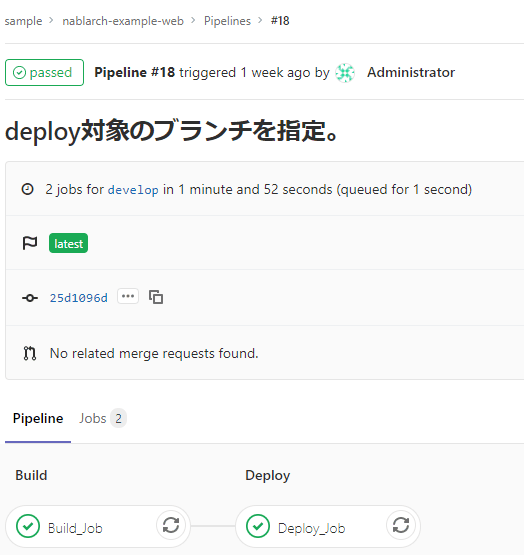 sample > nablarch-example-web > Pipelines > #18
passed Pipeline #18 triggered 1 week ago by Administrator
deploy対象のブランチを指定。
2 jobs for develop in 1 minute and 52 seconds (queued for 1 second)
latest
25d1096d ...
No related merge requests found.
Pipeline Jobs 2
Build Deploy
Build_Job Deploy_Job